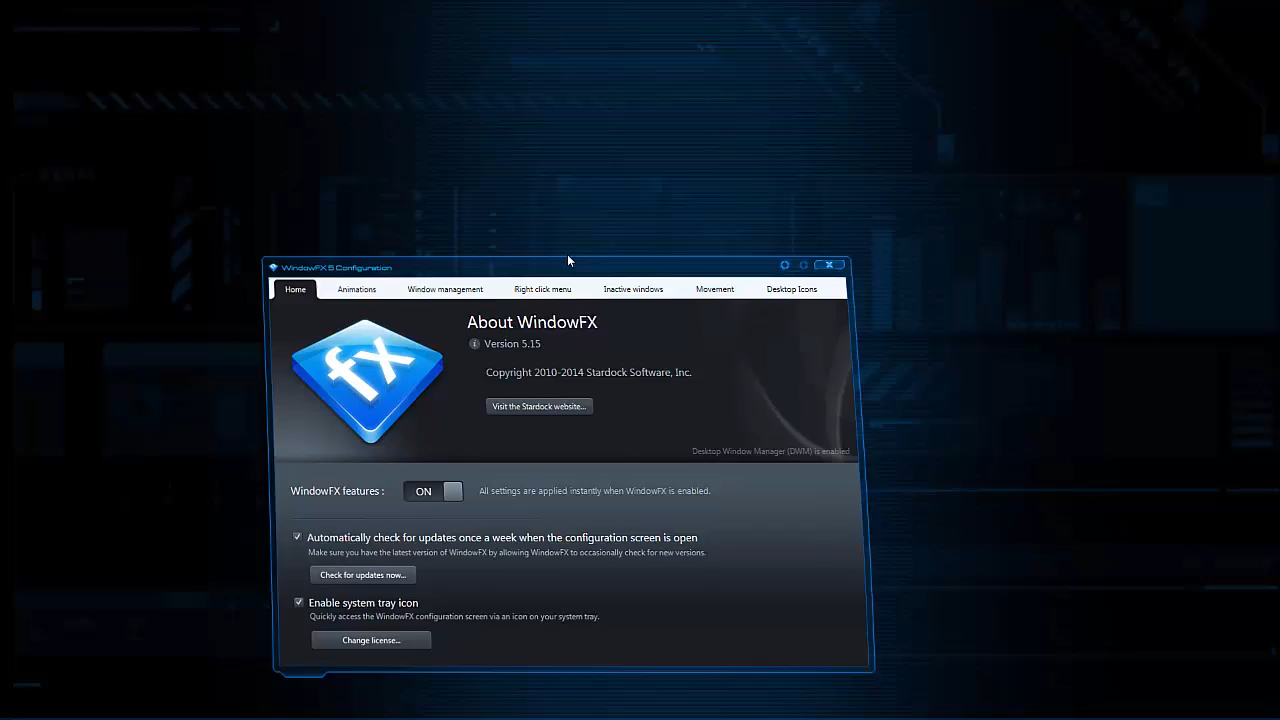 WindowFX 5 Configuration
Home Animations Window management Right click menu Inactive windows Movement Desktop Icons
fx
About WindowFX
Version 5.15
Copyright 2010-2014 Stardock Software, Inc.
Visit the Stardock website...
Desktop Window Manager (DWM) is enabled
WindowFX features : ON All settings are applied instantly when WindowFX is enabled.
Automatically check for updates once a week when the configuration screen is open
Make sure you have the latest version of WindowFX by allowing WindowFX to occasionally check for new versions.
Check for updates now...
Enable system tray icon
Quickly access the WindowFX configuration screen via an icon on your system tray.
Change license...